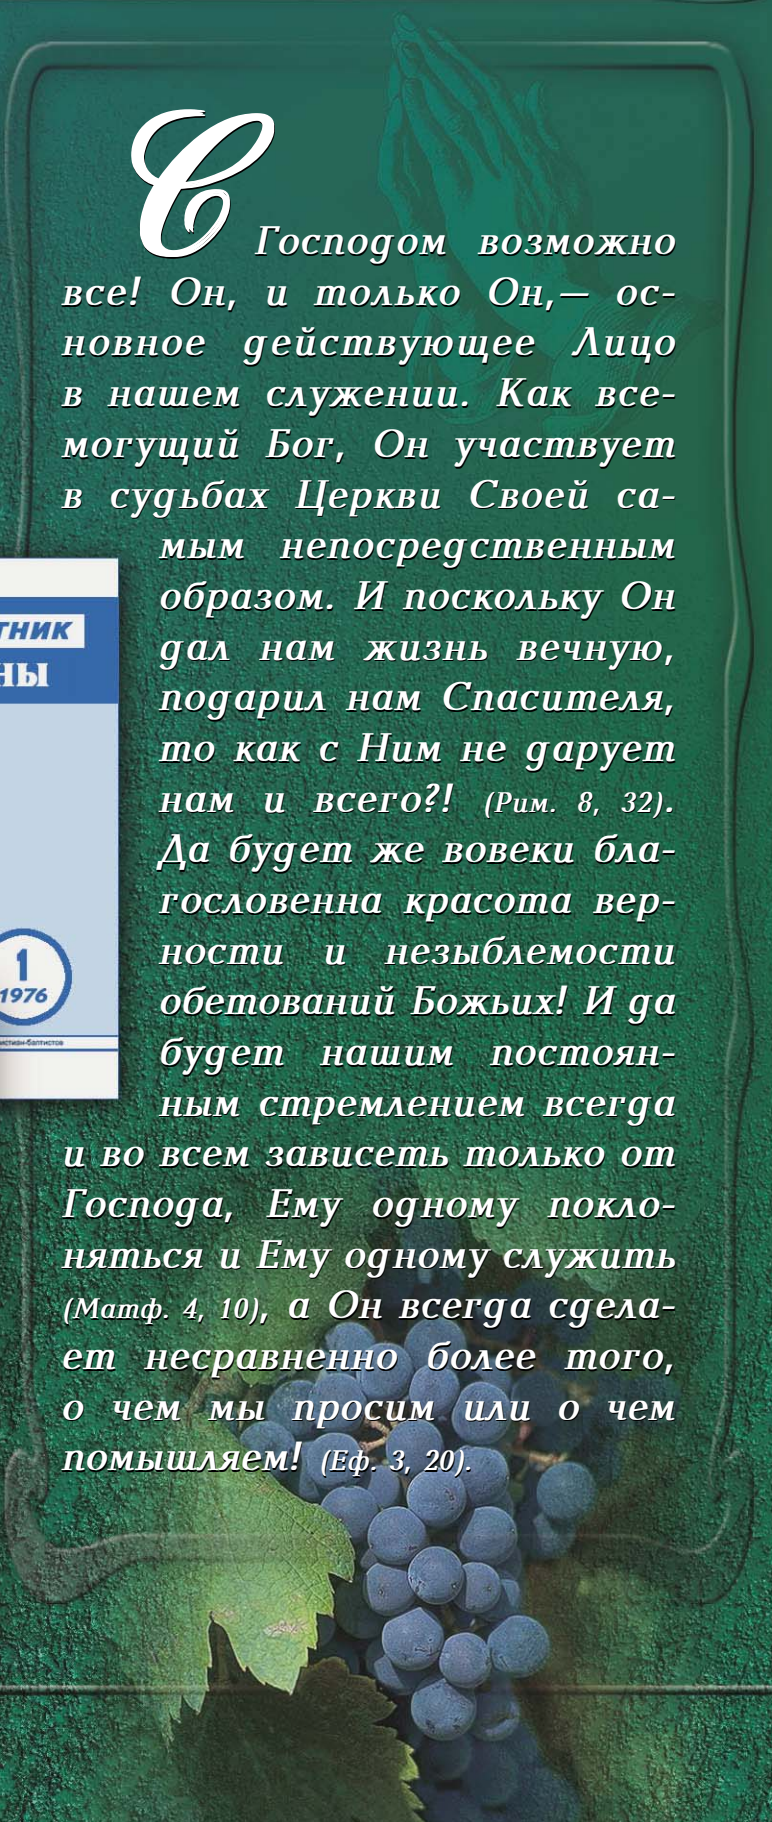 С Господом возможно
все! Он, и только Он,— ос-
новное действующее Лицо
в нашем служении. Как все-
могущий Бог, Он участвует
в судьбах Церкви Своей са-
мым непосредственным
образом. И поскольку Он
дал нам жизнь вечную,
подарил нам Спасителя,
то как с Ним не дарует
нам и всего?! (Рим. 8, 32).
Да будет же вовеки бла-
гословенна красота вер-
ности и незыблемости
обетований Божьих! И да
будет нашим постоян-
ным стремлением всегда
и во всем зависеть только от
Господа, Ему одному покло-
няться и Ему одному служить
(Матф. 4, 10), а Он всегда сдела-
ет несравненно более того,
о чем мы просим или о чем
помышляем! (Еф. 3, 20).
тник
ны
1
1976
истиан-баптистов